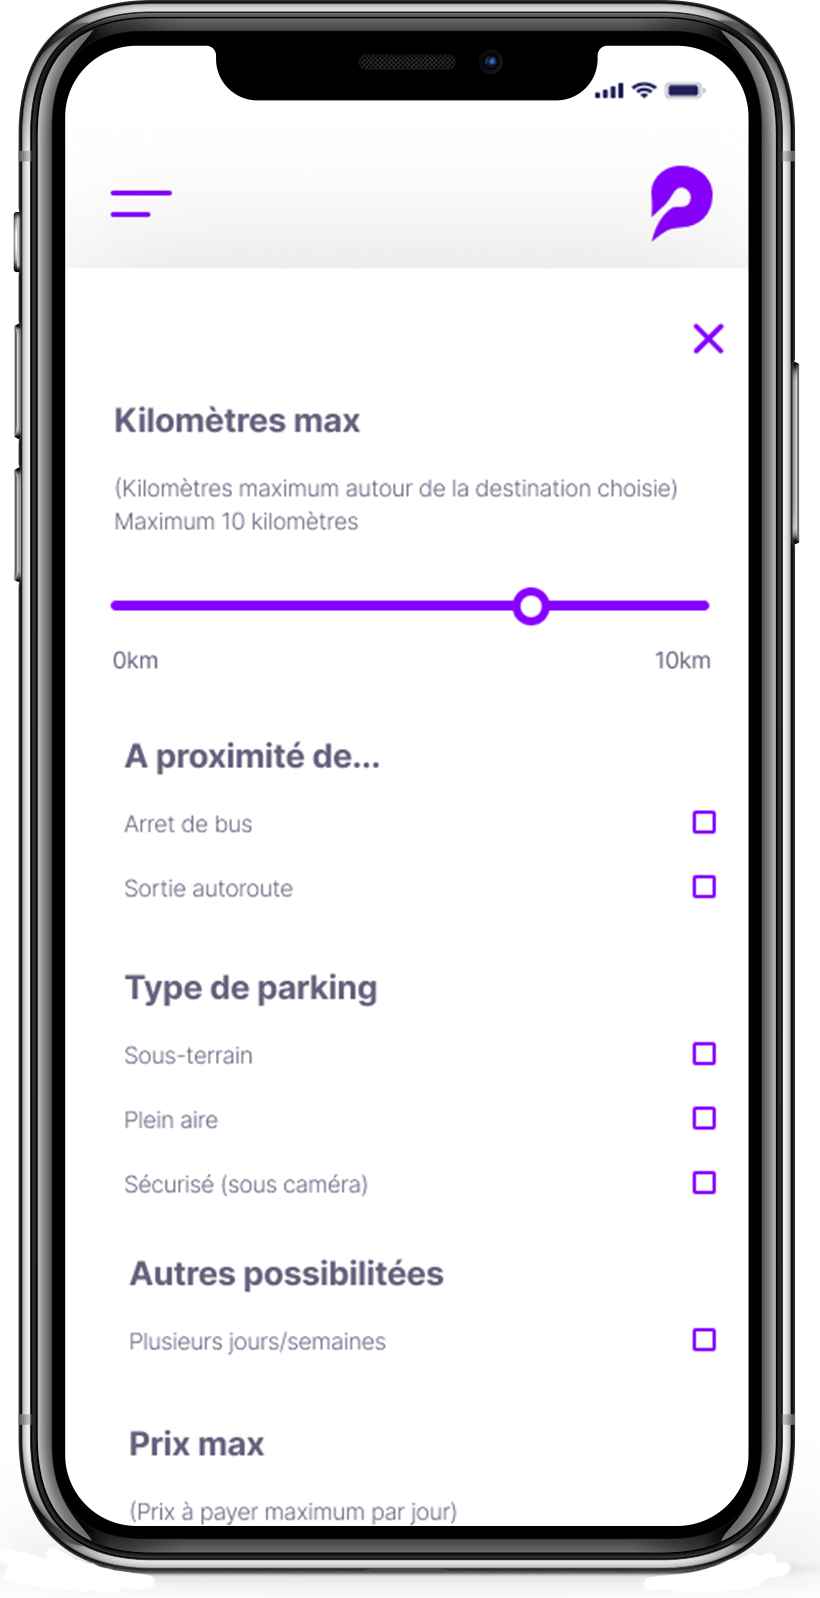 Kilomètres max
(Kilomètres maximum autour de la destination choisie)
Maximum 10 kilomètres
0km
10km
A proximité de...
Arret de bus
Sortie autoroute
Type de parking
Sous-terrain
Plein aire
Sécurisé (sous caméra)
Autres possibilitées
Plusieurs jours/semaines
Prix max
(Prix à payer maximum par jour)